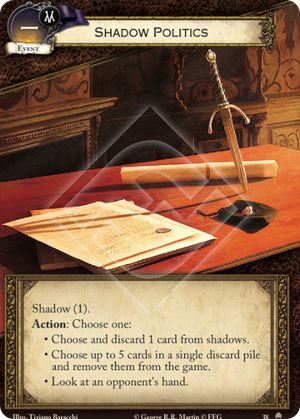 –
SHADOW POLITICS
EVENT
Shadow (1).
Action: Choose one:
• Choose and discard 1 card from shadows.
• Choose up to 5 cards in a single discard pile
and remove them from the game.
• Look at an opponent's hand.
Illus. Tiziano Baracchi © George R.R. Martin © FFG 18